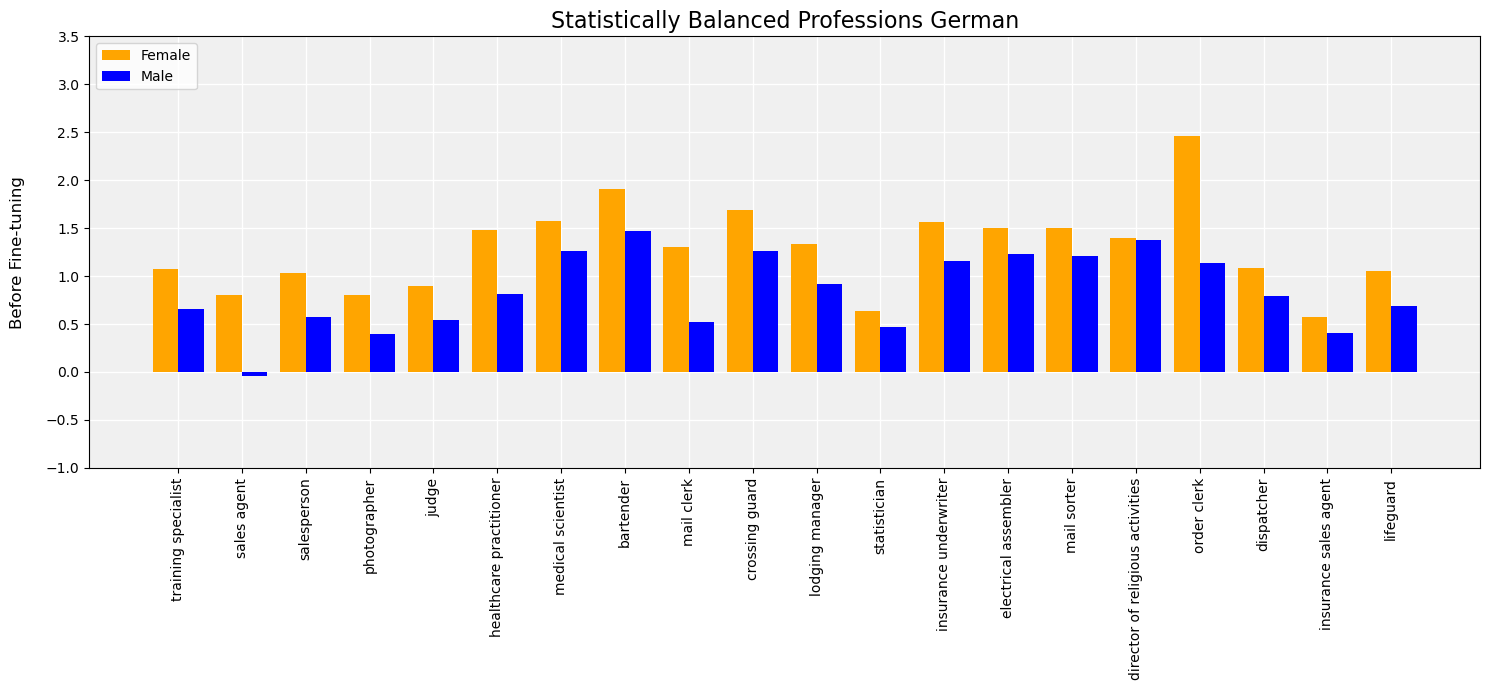 Statistically Balanced Professions German
Female
Male
Before Fine-tuning
3.5
3.0
2.5
2.0
1.5
1.0
0.5
0.0
−0.5
−1.0
training specialist
sales agent
salesperson
photographer
judge
healthcare practitioner
medical scientist
bartender
mail clerk
crossing guard
lodging manager
statistician
insurance underwriter
electrical assembler
mail sorter
director of religious activities
order clerk
dispatcher
insurance sales agent
lifeguard